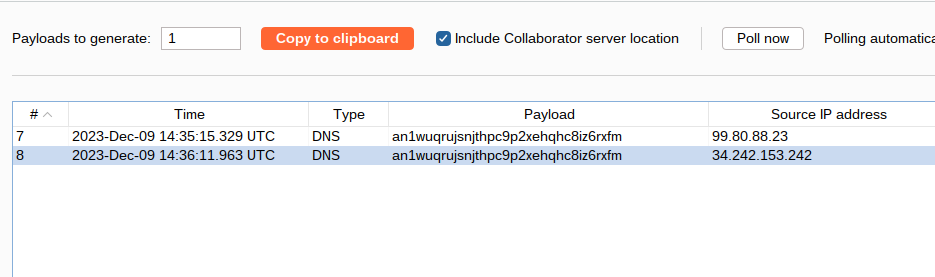 Payloads to generate: 1 Copy to clipboard Include Collaborator server location Poll now Polling automatica
# Time Type Payload Source IP address
7 2023-Dec-09 14:35:15.329 UTC DNS an1wuqrujsnjthpc9p2xehqhc8iz6rxfm 99.80.88.23
8 2023-Dec-09 14:36:11.963 UTC DNS an1wuqrujsnjthpc9p2xehqhc8iz6rxfm 34.242.153.242